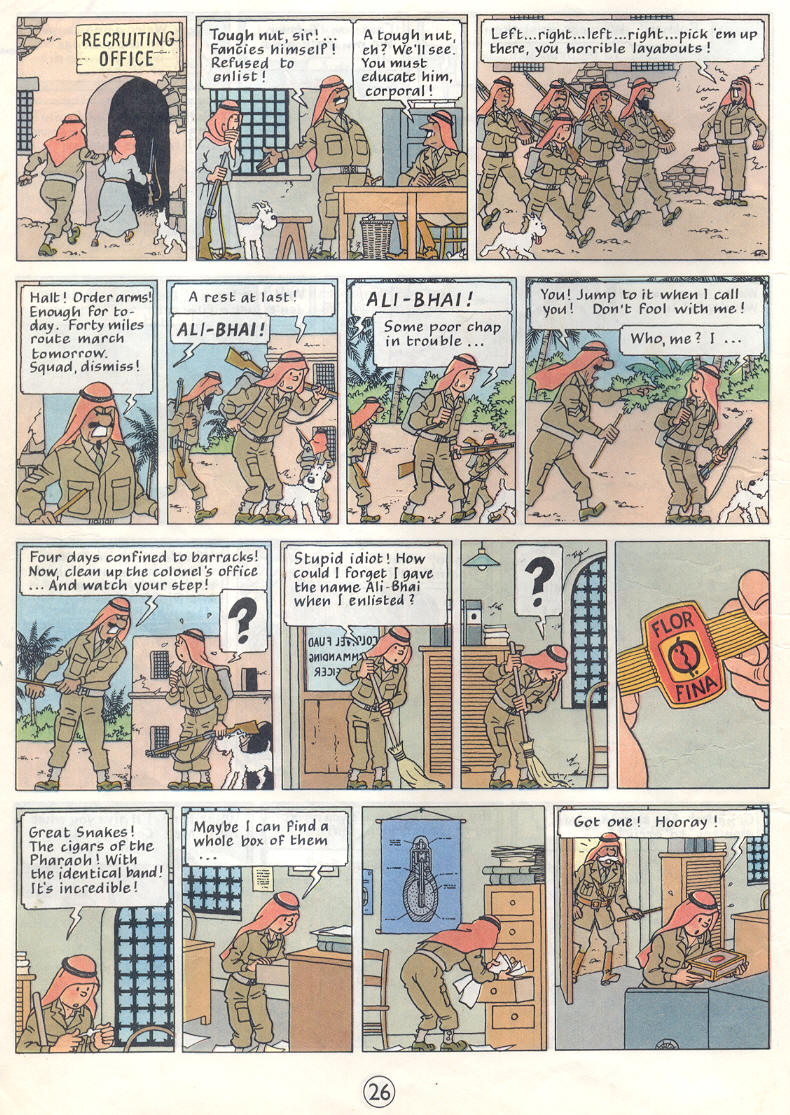 RECRUITING
OFFICE
Tough nut, sir! ...
Fancies himself!
Refused to
enlist!
A tough nut,
eh? We'll see.
You must
educate him,
corporal!
Left...right...left...right...pick 'em up
there, you horrible layabouts!
Halt! Order arms!
Enough for to-
day. Forty miles
route march
tomorrow.
Squad, dismiss!
A rest at last!
ALI-BHAI!
ALI-BHAI!
Some poor chap
in trouble ...
You! Jump to it when I call
you! Don't fool with me!
Who, me? I ...
Four days confined to barracks!
Now, clean up the colonel's office
... And watch your step!
?
Stupid idiot! How
could I forget I gave
the name Ali-Bhai
when I enlisted?
COLONEL FUAD
COMMANDING
OFFICER
?
FLOR
FINA
Great Snakes!
The cigars of the
Pharaoh! With
the identical band!
It's incredible!
Maybe I can find a
whole box of them
...
Got one! Hooray!
26